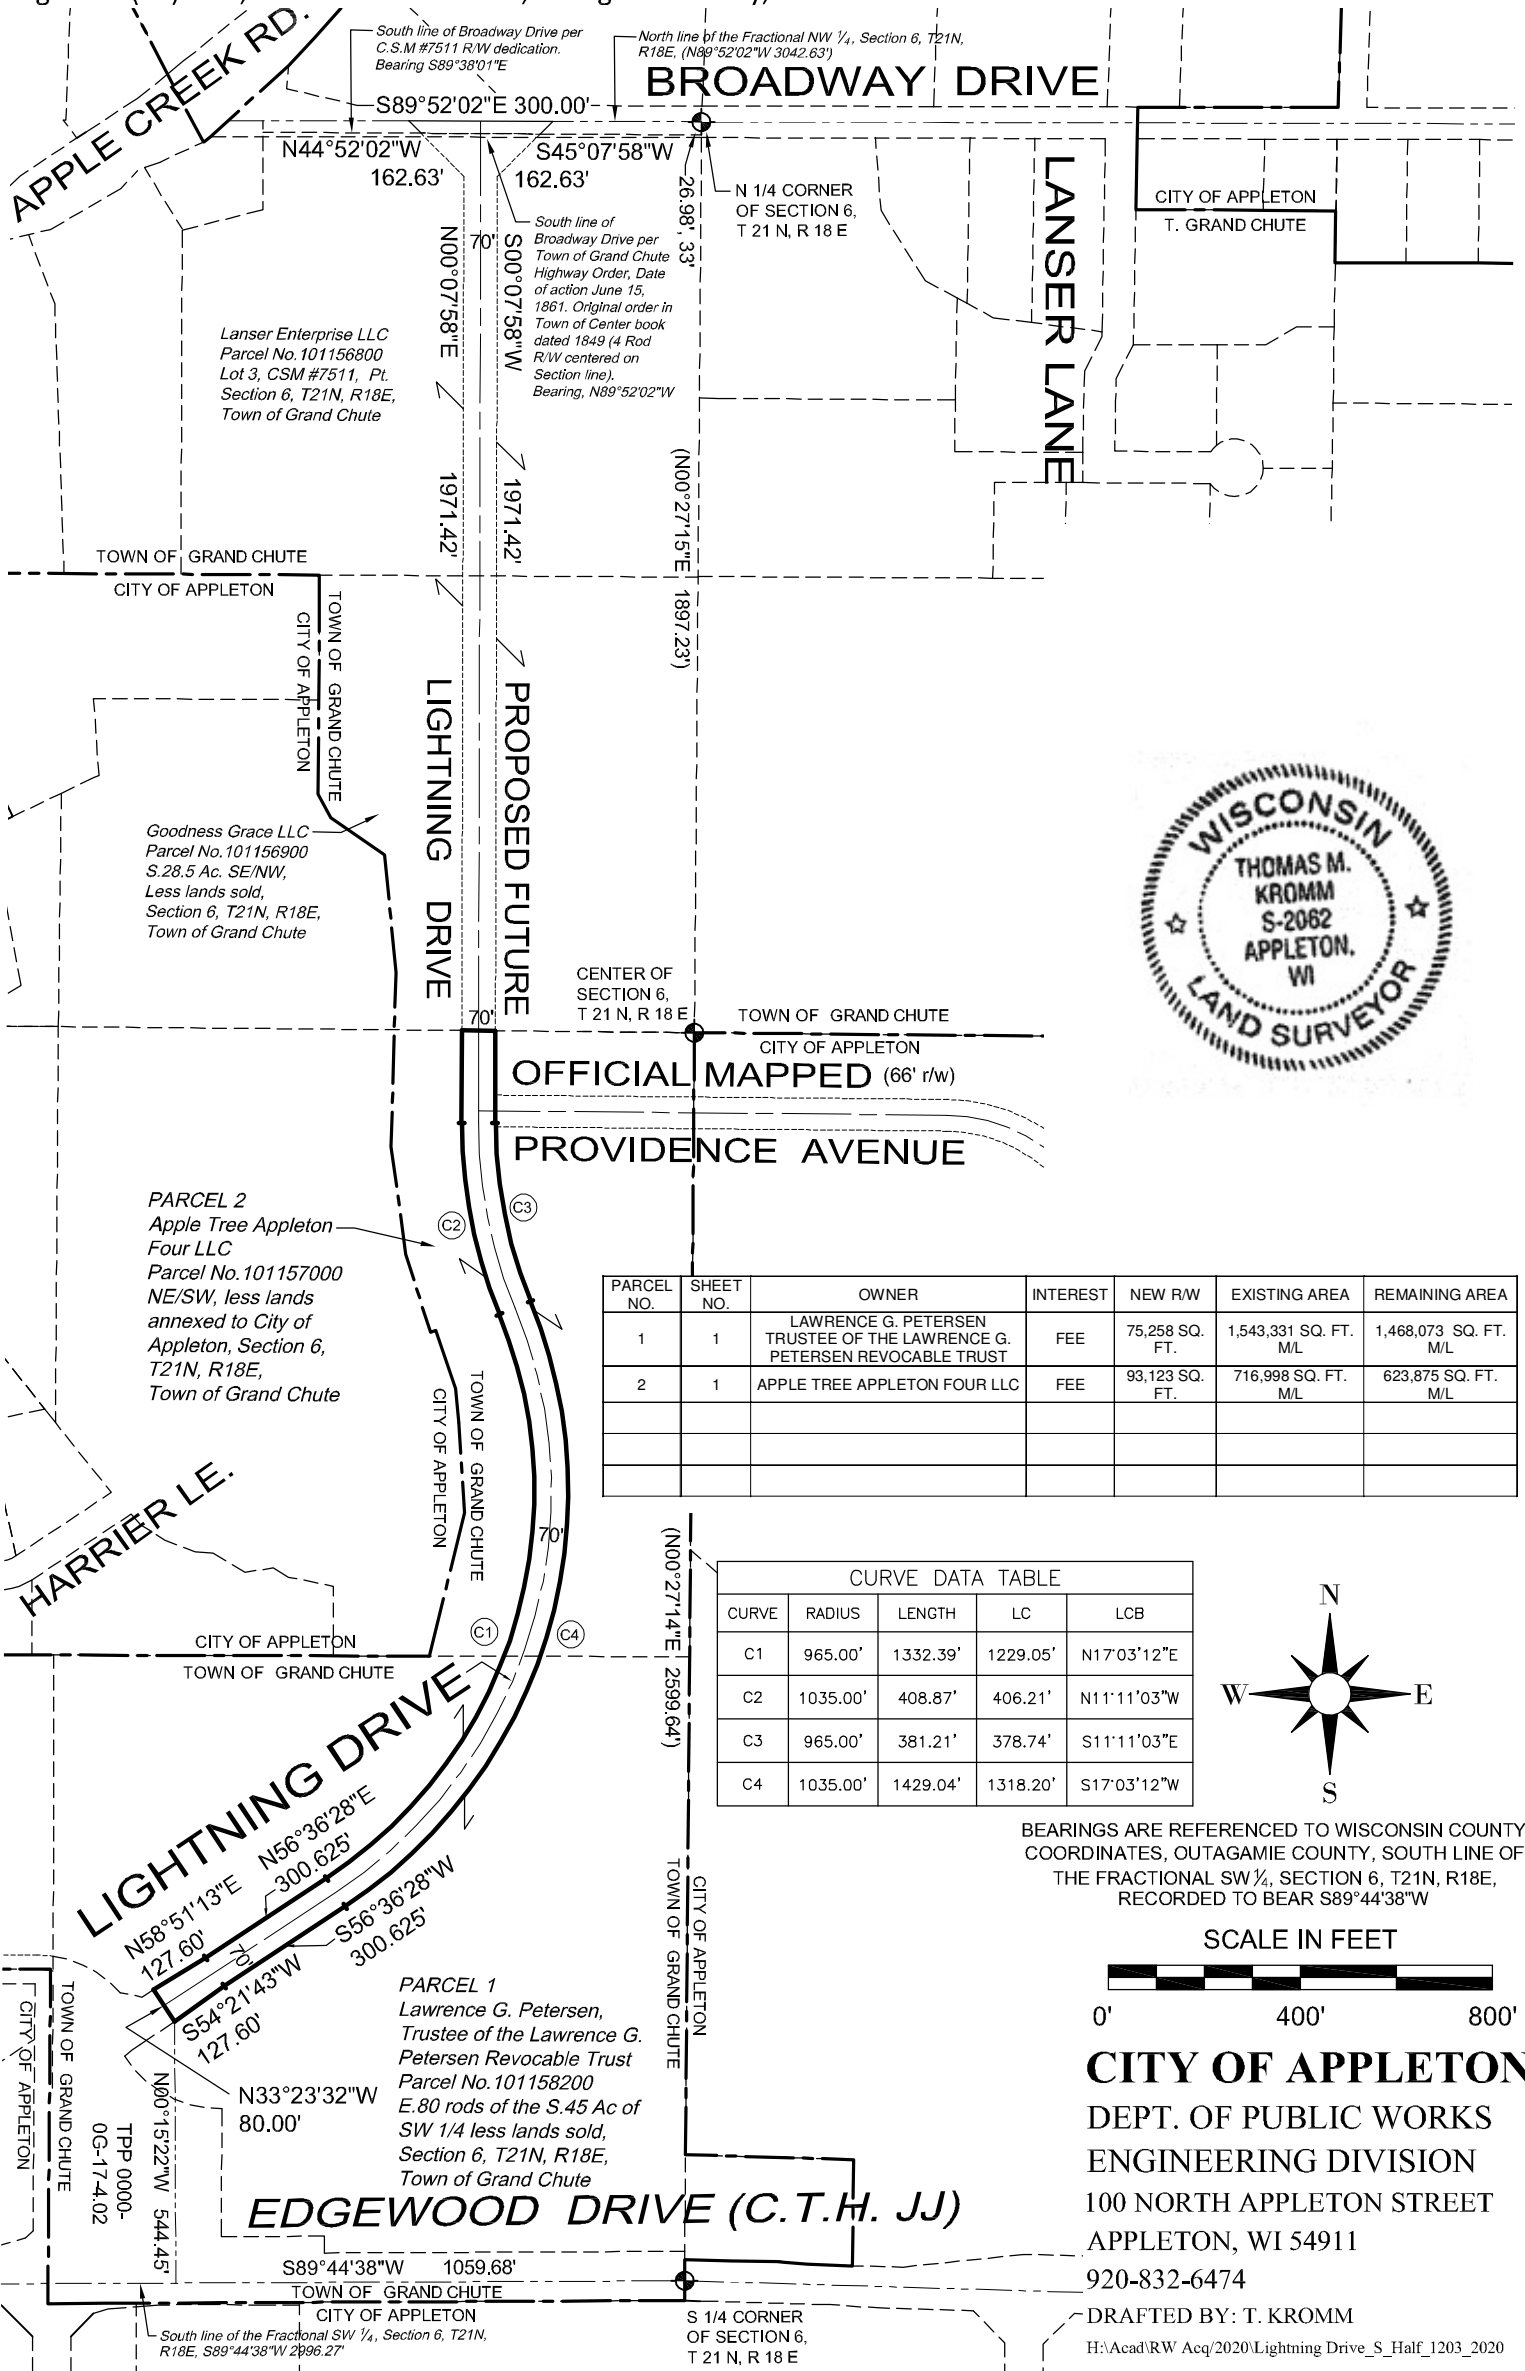 South line of Broadway Drive per
C.S.M #7511 R/W dedication.
Bearing S89°38'01"E
North line of the Fractional NW 1/4, Section 6, T21N,
R18E, (N89°52'02"W 3042.63')
BROADWAY DRIVE
APPLE CREEK RD.
S89°52'02"E 300.00'
N44°52'02"W
162.63'
S45°07'58"W
162.63'
26.98', 33'
N 1/4 CORNER
OF SECTION 6,
T 21 N, R 18 E
LANSER LANE
CITY OF APPLETON
T. GRAND CHUTE
South line of
Broadway Drive per
Town of Grand Chute
Highway Order, Date
of action June 15,
1861. Original order in
Town of Center book
dated 1849 (4 Rod
R/W centered on
Section line).
Bearing, N89°52'02"W
70'
N00°07'58"E
1971.42'
S00°07'58"W
1971.42'
Lanser Enterprise LLC
Parcel No.101156800
Lot 3, CSM #7511, Pt.
Section 6, T21N, R18E,
Town of Grand Chute
(N00°27'15"E 1897.23')
TOWN OF GRAND CHUTE
CITY OF APPLETON
TOWN OF GRAND CHUTE
CITY OF APPLETON
LIGHTNING DRIVE
PROPOSED FUTURE
Goodness Grace LLC
Parcel No.101156900
S.28.5 Ac. SE/NW,
Less lands sold,
Section 6, T21N, R18E,
Town of Grand Chute
WISCONSIN
THOMAS M.
KROMM
S-2062
APPLETON,
WI
LAND SURVEYOR
CENTER OF
SECTION 6,
T 21 N, R 18 E
70'
TOWN OF GRAND CHUTE
CITY OF APPLETON
OFFICIAL MAPPED (66' r/w)
PROVIDENCE AVENUE
PARCEL 2
Apple Tree Appleton
Four LLC
Parcel No.101157000
NE/SW, less lands
annexed to City of
Appleton, Section 6,
T21N, R18E,
Town of Grand Chute
C2
C3
PARCEL NO. SHEET NO. OWNER INTEREST NEW R/W EXISTING AREA REMAINING AREA
1 1 LAWRENCE G. PETERSEN TRUSTEE OF THE LAWRENCE G. PETERSEN REVOCABLE TRUST FEE 75,258 SQ. FT. 1,543,331 SQ. FT. M/L 1,468,073 SQ. FT. M/L
2 1 APPLE TREE APPLETON FOUR LLC FEE 93,123 SQ. FT. 716,998 SQ. FT. M/L 623,875 SQ. FT. M/L
TOWN OF GRAND CHUTE
CITY OF APPLETON
HARRIER LE.
70'
(N00°27'14"E 2599.64')
CURVE DATA TABLE
CURVE RADIUS LENGTH LC LCB
C1 965.00' 1332.39' 1229.05' N17°03'12"E
C2 1035.00' 408.87' 406.21' N11°11'03"W
C3 965.00' 381.21' 378.74' S11°11'03"E
C4 1035.00' 1429.04' 1318.20' S17°03'12"W
N
W E
S
C1
C4
CITY OF APPLETON
TOWN OF GRAND CHUTE
LIGHTNING DRIVE
N56°36'28"E
300.625'
N58°51'13"E
127.60'
70'
S56°36'28"W
300.625'
S54°21'43"W
127.60'
N33°23'32"W
80.00'
CITY OF APPLETON
TOWN OF GRAND CHUTE
BEARINGS ARE REFERENCED TO WISCONSIN COUNTY
COORDINATES, OUTAGAMIE COUNTY, SOUTH LINE OF
THE FRACTIONAL SW 1/4, SECTION 6, T21N, R18E,
RECORDED TO BEAR S89°44'38"W
SCALE IN FEET
0' 400' 800'
PARCEL 1
Lawrence G. Petersen,
Trustee of the Lawrence G.
Petersen Revocable Trust
Parcel No.101158200
E.80 rods of the S.45 Ac of
SW 1/4 less lands sold,
Section 6, T21N, R18E,
Town of Grand Chute
TOWN OF GRAND CHUTE
CITY OF APPLETON
TPP 0000-
0G-17-4.02
N00°15'22"W 544.45'
EDGEWOOD DRIVE (C.T.H. JJ)
S89°44'38"W 1059.68'
TOWN OF GRAND CHUTE
CITY OF APPLETON
South line of the Fractional SW 1/4, Section 6, T21N,
R18E, S89°44'38"W 2996.27'
S 1/4 CORNER
OF SECTION 6,
T 21 N, R 18 E
CITY OF APPLETON
DEPT. OF PUBLIC WORKS
ENGINEERING DIVISION
100 NORTH APPLETON STREET
APPLETON, WI 54911
920-832-6474
DRAFTED BY: T. KROMM
H:\Acad\RW Acq/2020\Lightning Drive_S_Half_1203_2020